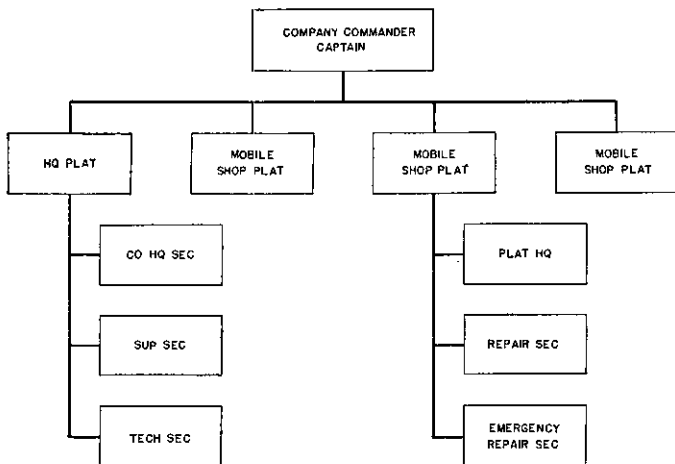 COMPANY COMMANDER
CAPTAIN
HQ PLAT
MOBILE
SHOP PLAT
MOBILE
SHOP PLAT
MOBILE
SHOP PLAT
CO HQ SEC
PLAT HQ
SUP SEC
REPAIR SEC
TECH SEC
EMERGENCY
REPAIR SEC